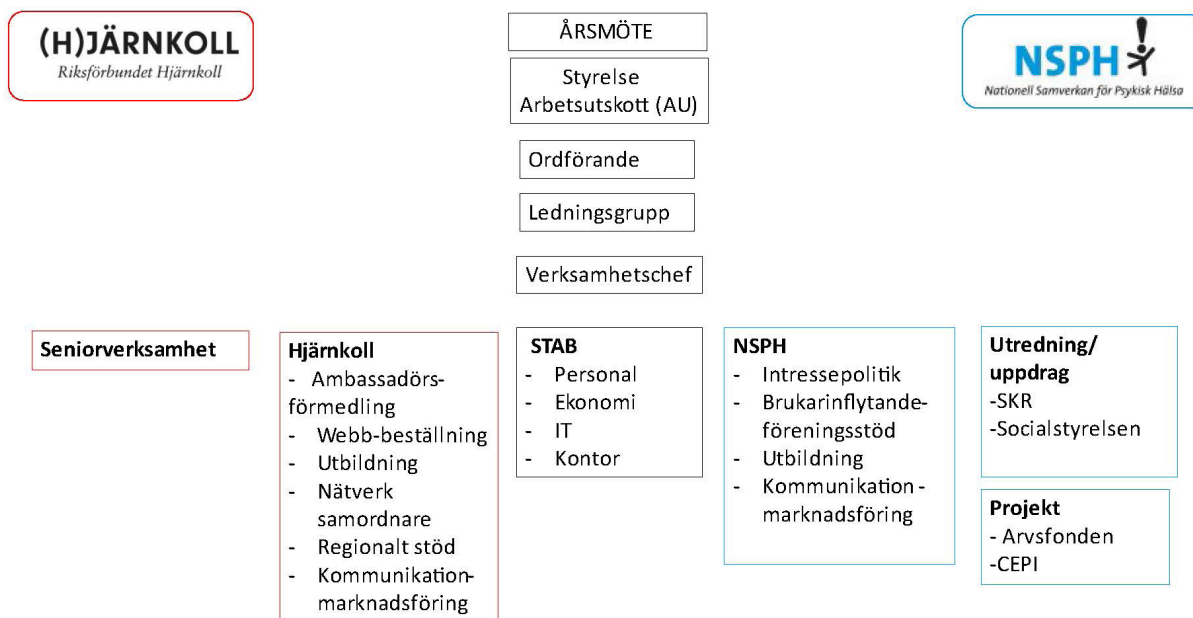 (H)JÄRNKOLL
Riksförbundet Hjärnkoll
NSPH
Nationell Samverkan för Psykisk Hälsa
ÅRSMÖTE
Styrelse
Arbetsutskott (AU)
Ordförande
Ledningsgrupp
Verksamhetschef
Seniorverksamhet
Hjärnkoll
- Ambassadörs-
förmedling
- Webb-beställning
- Utbildning
- Nätverk
samordnare
- Regionalt stöd
- Kommunikation-
marknadsföring
STAB
- Personal
- Ekonomi
- IT
- Kontor
NSPH
- Intressepolitik
- Brukarinflytande-
föreningsstöd
- Utbildning
- Kommunikation-
marknadsföring
Utredning/
uppdrag
-SKR
-Socialstyrelsen
Projekt
- Arvsfonden
-CEPI